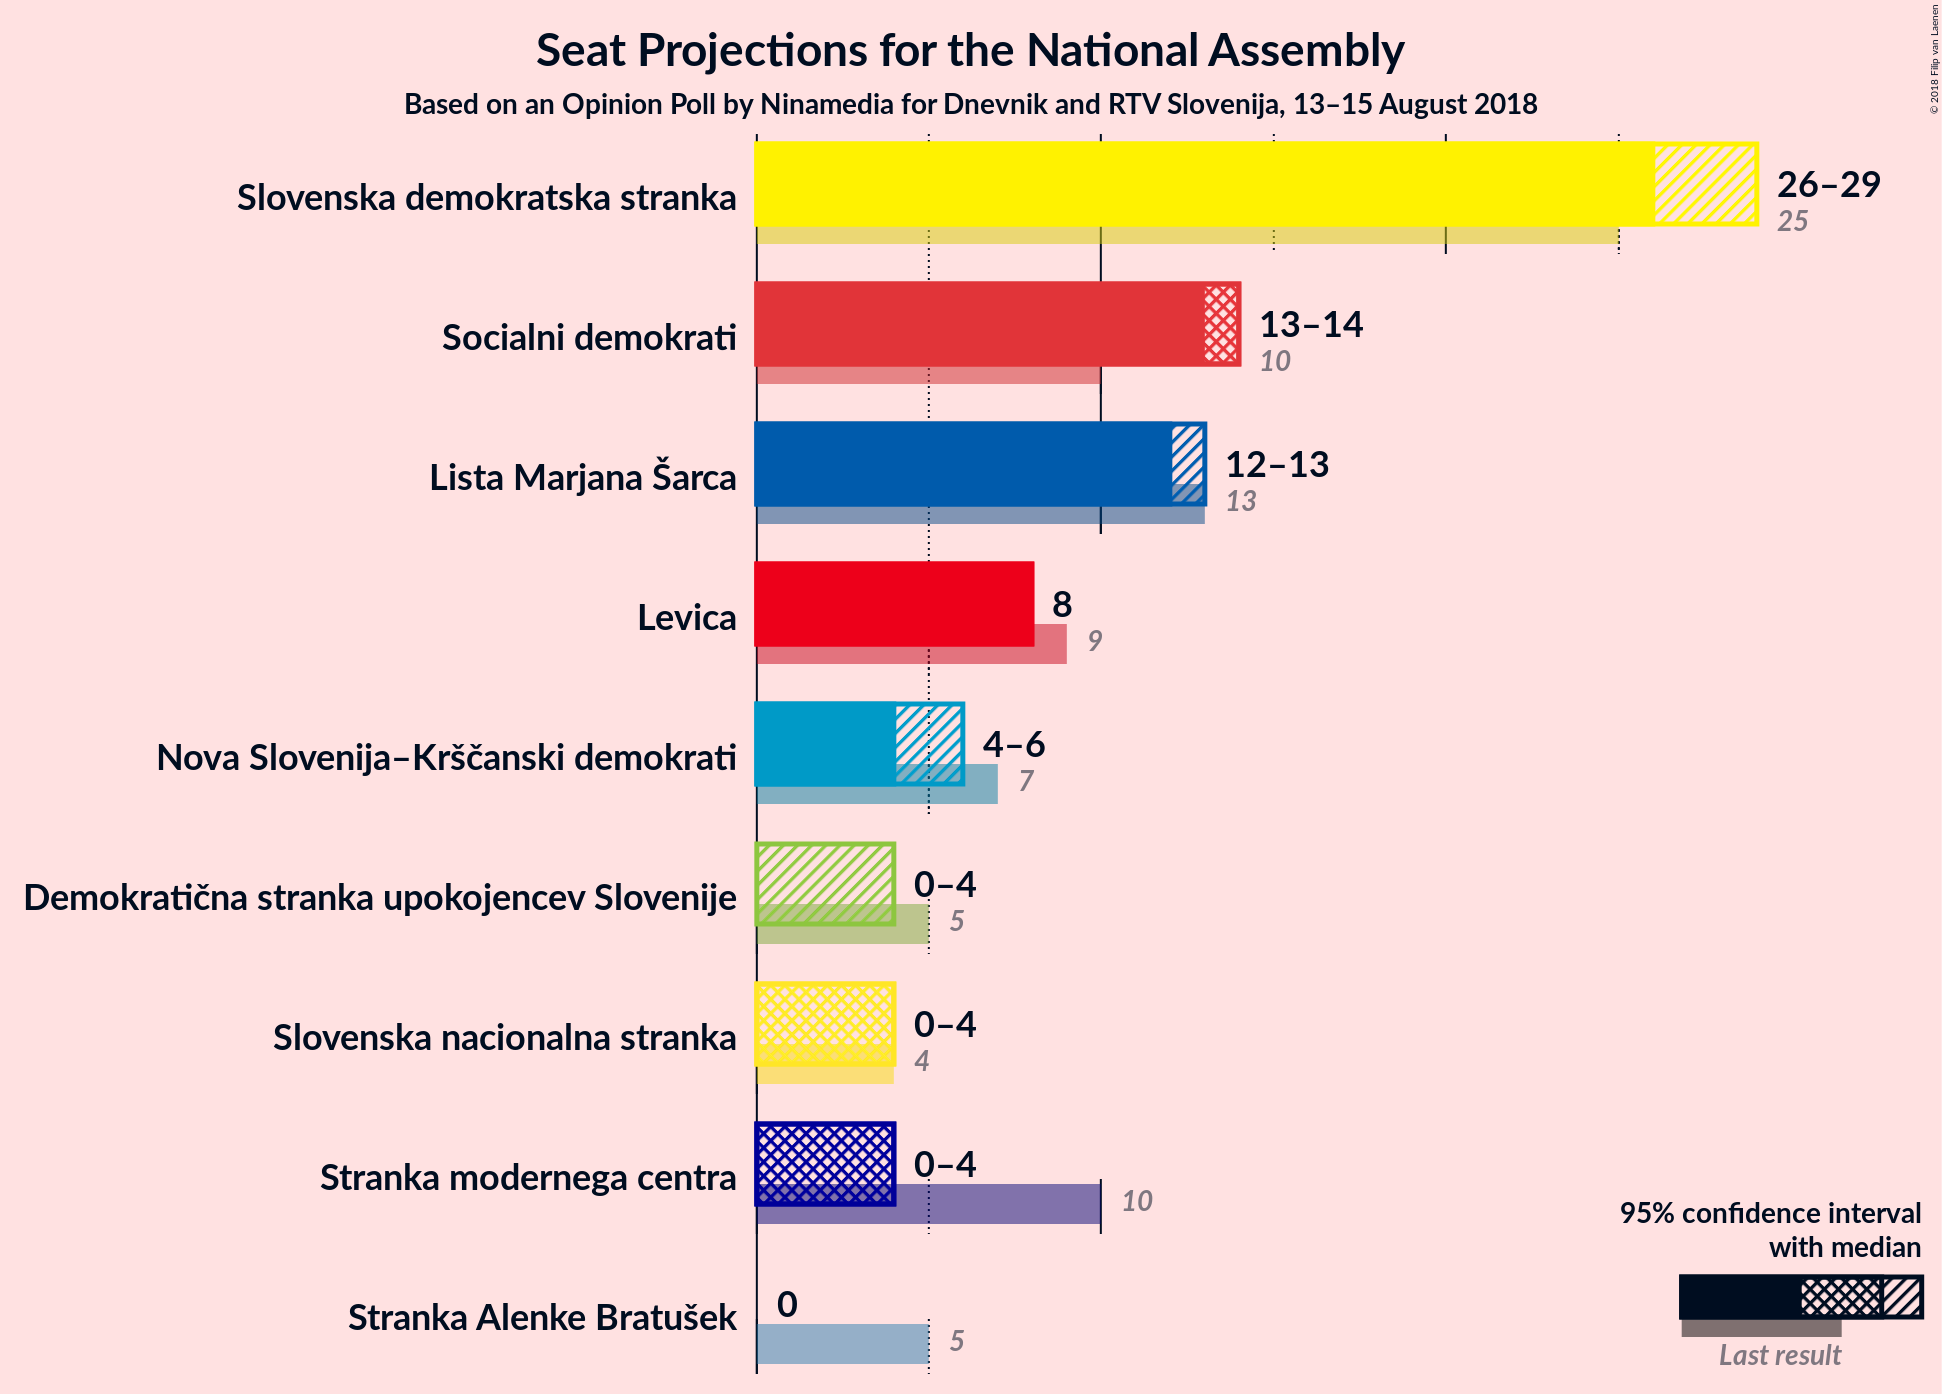 Seat Projections for the National Assembly
Based on an Opinion Poll by Ninamedia for Dnevnik and RTV Slovenija, 13–15 August 2018
© 2018 Filip van Laenen
Slovenska demokratska stranka
26–29
25
Socialni demokrati
13–14
10
Lista Marjana Šarca
12–13
13
Levica
8
9
Nova Slovenija–Krščanski demokrati
4–6
7
Demokratična stranka upokojencev Slovenije
0–4
5
Slovenska nacionalna stranka
0–4
4
Stranka modernega centra
0–4
10
Stranka Alenke Bratušek
0
5
95% confidence interval
with median
Last result